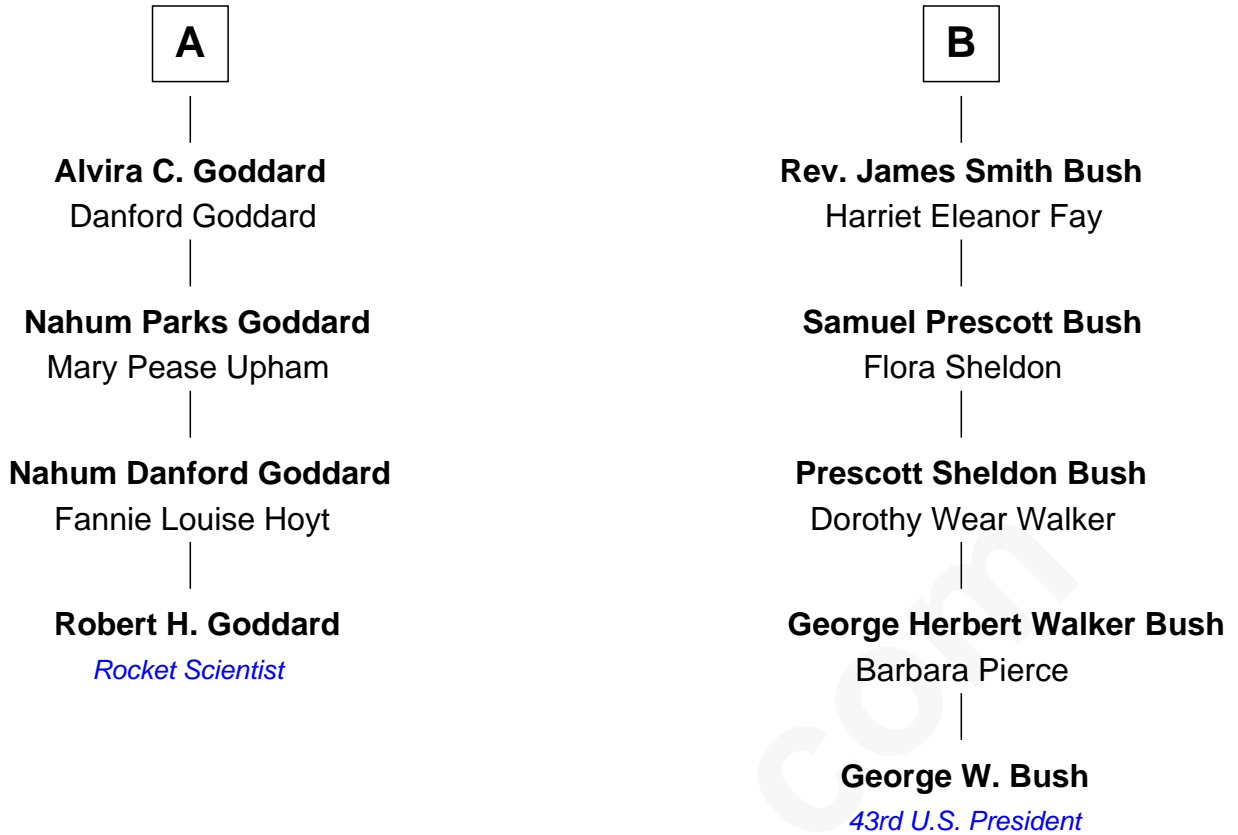 A
Alvira C. Goddard
Danford Goddard
Nahum Parks Goddard
Mary Pease Upham
Nahum Danford Goddard
Fannie Louise Hoyt
Robert H. Goddard
Rocket Scientist
B
Rev. James Smith Bush
Harriet Eleanor Fay
Samuel Prescott Bush
Flora Sheldon
Prescott Sheldon Bush
Dorothy Wear Walker
George Herbert Walker Bush
Barbara Pierce
George W. Bush
43rd U.S. President
com